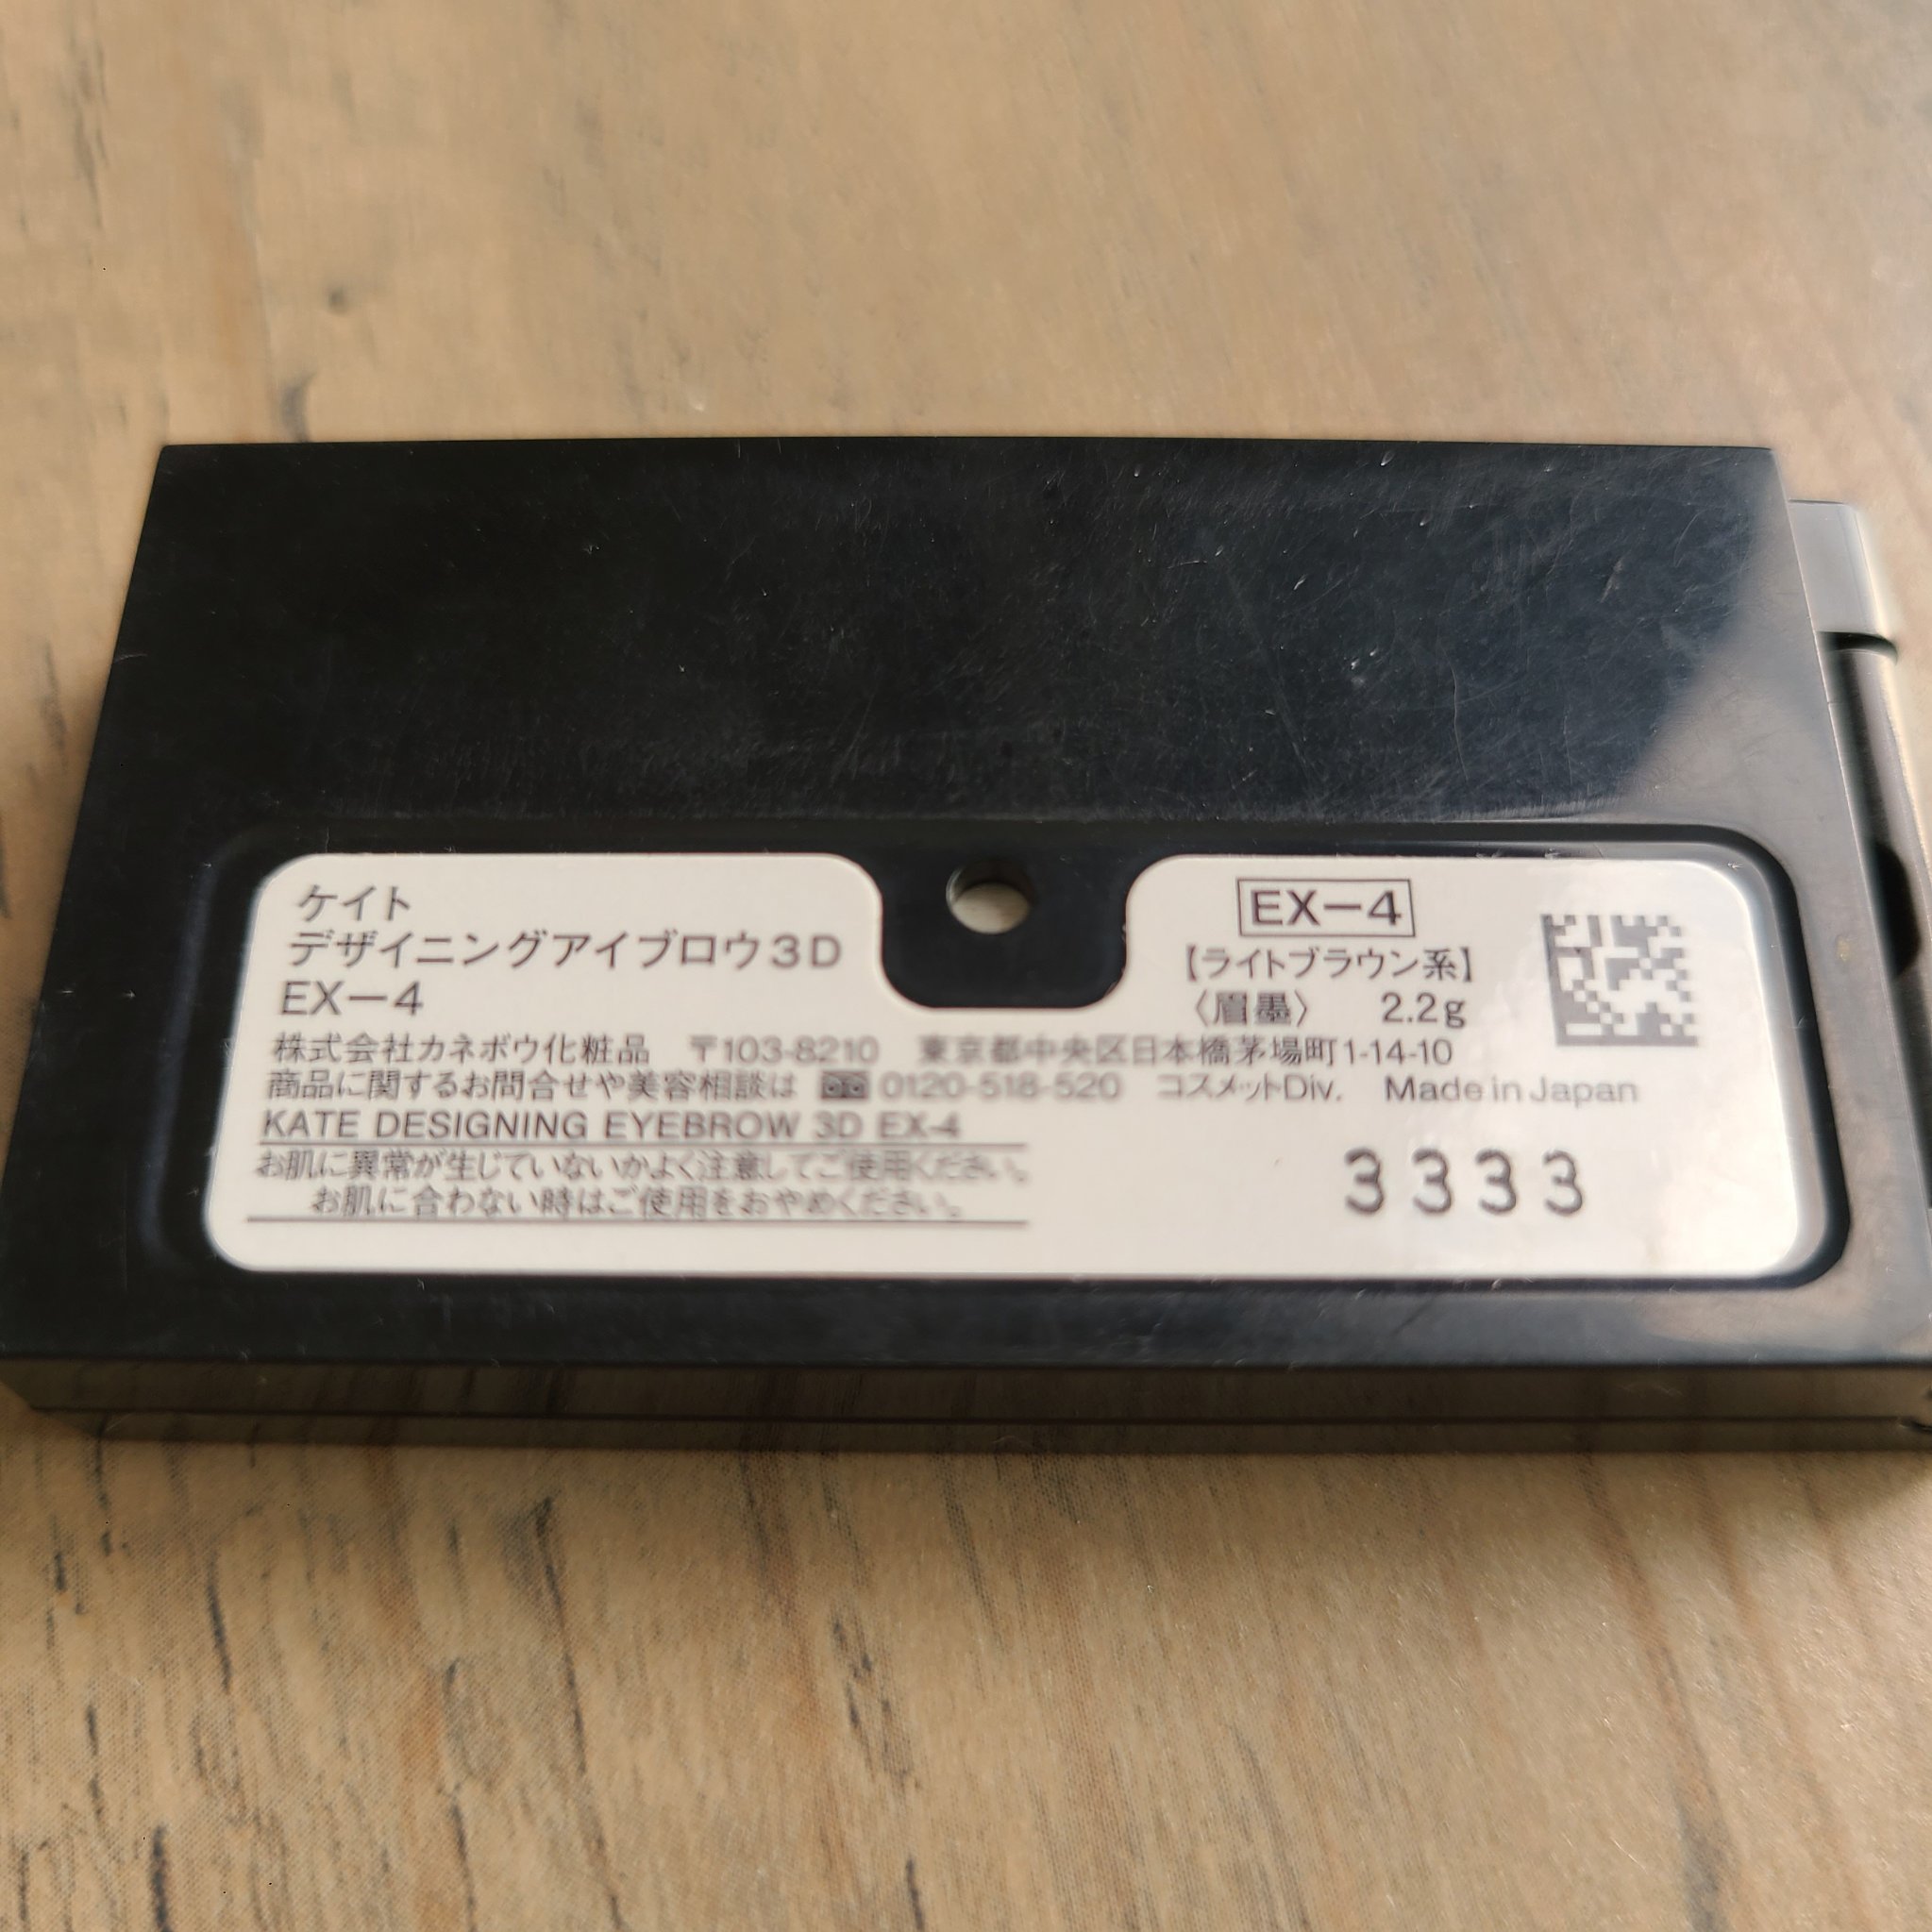 ケイト
デザイニングアイブロウ3D
EX-4
EX-4
【ライトブラウン系】
〈眉墨〉 2.2g
株式会社カネボウ化粧品 〒103-8210 東京都中央区日本橋茅場町1-14-10
商品に関するお問合せや美容相談は 0120-518-520 コスメットDiv. Made in Japan
KATE DESIGNING EYEBROW 3D EX-4
お肌に異常が生じていないかよく注意してご使用ください。
お肌に合わない時はご使用をおやめください。
3333